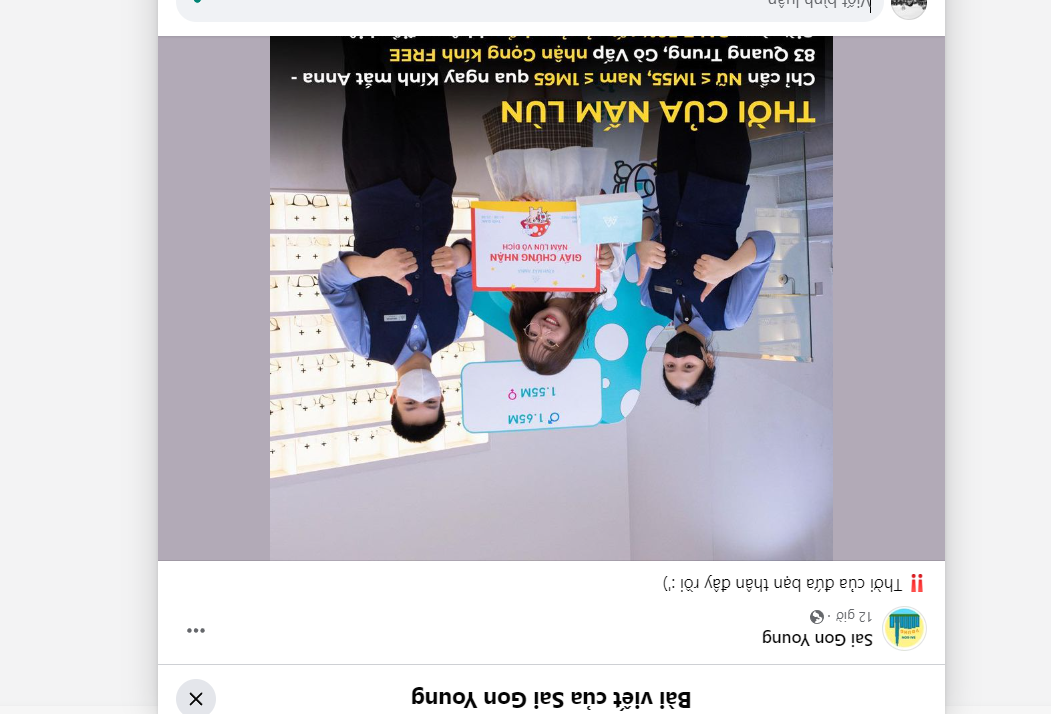 Bài viết của Sai Gon Young
Sai Gon Young
12 giờ ·
‼ Thời của đứa bạn thân đây rồi :')
♂ 1.65M
1.55M ♀
GIẤY CHỨNG NHẬN
NẤM LÙN VÔ ĐỊCH
THỜI CỦA NẤM LÙN
Chỉ cần Nữ ≤ 1M55, Nam ≤ 1M65 qua ngay Kính mắt Anna -
83 Quang Trung, Gò Vấp nhận Gọng kính FREE
Viết bình luận